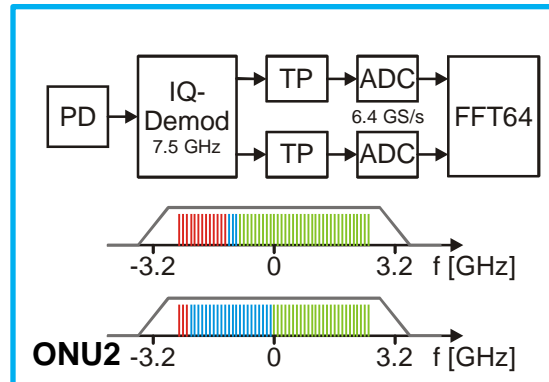 IQ-
Demod
7.5 GHz
PD
TP
ADC
6.4 GS/s
TP
ADC
FFT64
-3.2 0 3.2 f [GHz]
-3.2 0 3.2 f [GHz]
ONU2